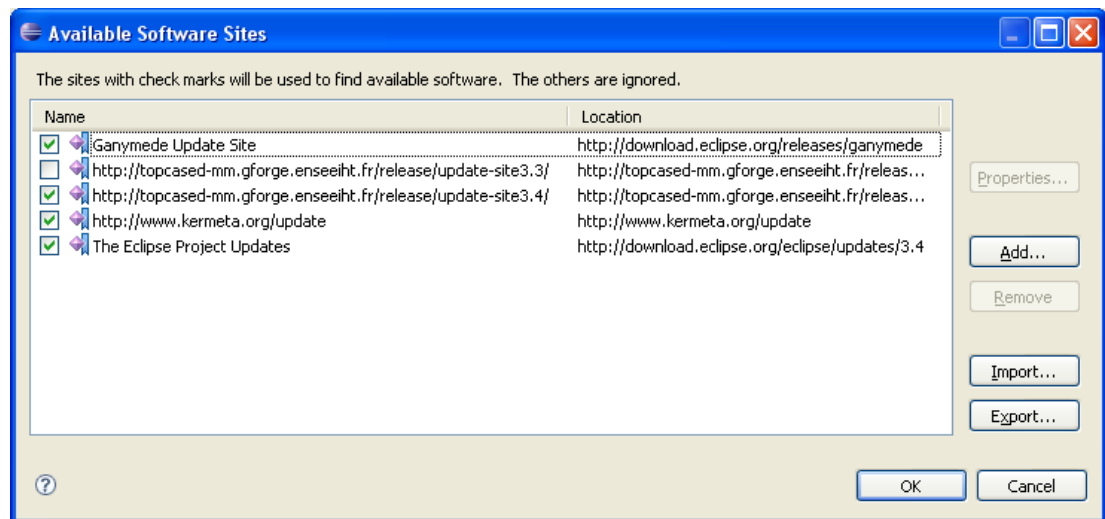 Available Software Sites
The sites with check marks will be used to find available software.  The others are ignored.
Name Location
Ganymede Update Site http://download.eclipse.org/releases/ganymede
http://topcased-mm.gforge.enseeiht.fr/release/update-site3.3/ http://topcased-mm.gforge.enseeiht.fr/releas...
http://topcased-mm.gforge.enseeiht.fr/release/update-site3.4/ http://topcased-mm.gforge.enseeiht.fr/releas...
http://www.kermeta.org/update http://www.kermeta.org/update
The Eclipse Project Updates http://download.eclipse.org/eclipse/updates/3.4
Properties...
Add...
Remove
Import...
Export...
?
OK Cancel